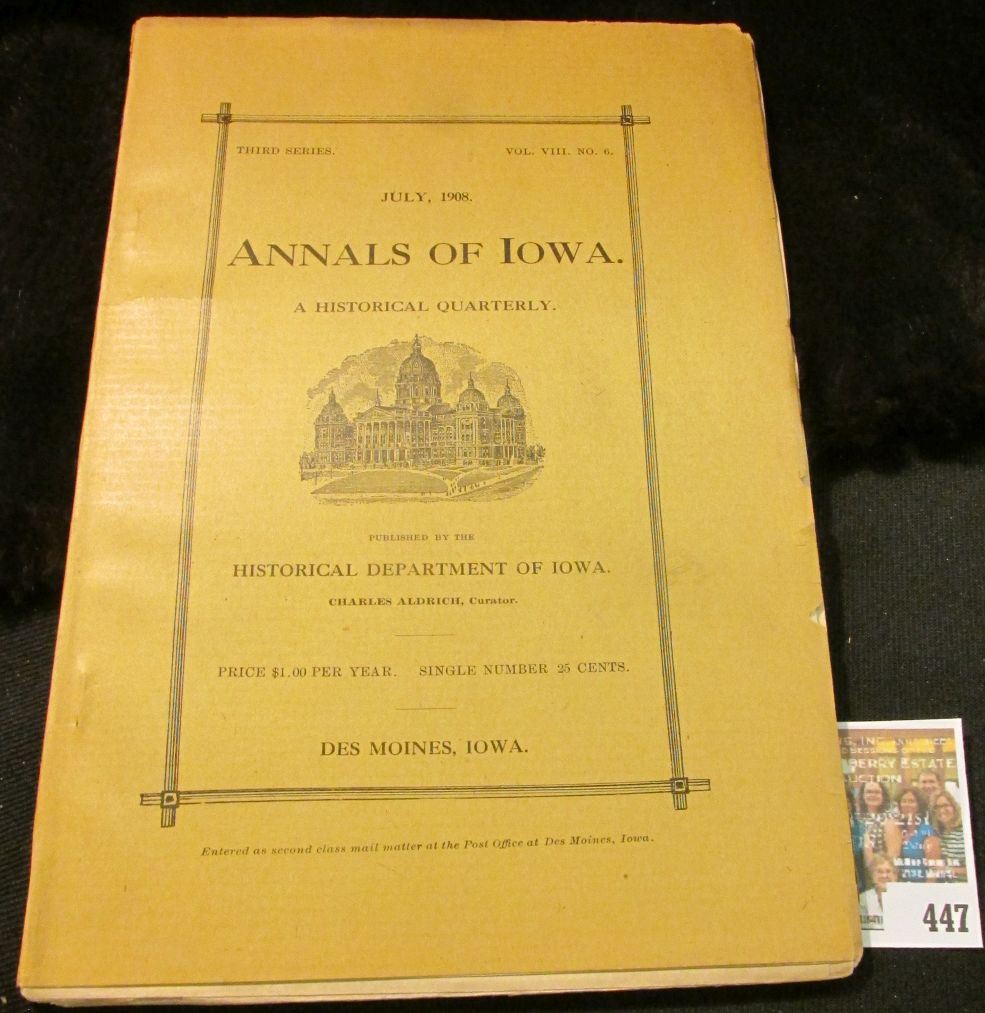 THIRD SERIES. VOL. VIII. NO. 6.
JULY, 1908.
ANNALS OF IOWA.
A HISTORICAL QUARTERLY.
PUBLISHED BY THE
HISTORICAL DEPARTMENT OF IOWA.
CHARLES ALDRICH, Curator.
PRICE $1.00 PER YEAR. SINGLE NUMBER 25 CENTS.
DES MOINES, IOWA.
Entered as second class mail matter at the Post Office at Des Moines, Iowa.
BERRY ESTATE
UCTION
447